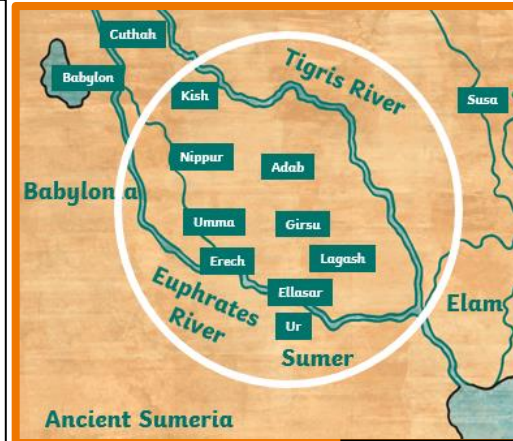 Cuthah
Tigris River
Babylon
Kish
Susa
Nippur
Adab
Babylonia
Umma
Girsu
Erech
Lagash
Euphrates
River
Ellasar
Elam
Ur
Sumer
Ancient Sumeria